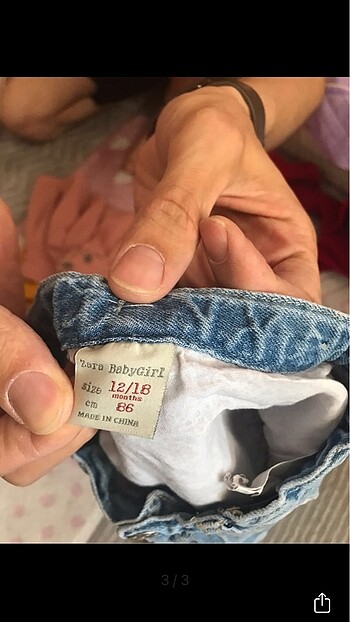 Zara BabyGirl
size 12/18
months
cm 86
MADE IN CHINA
3/3